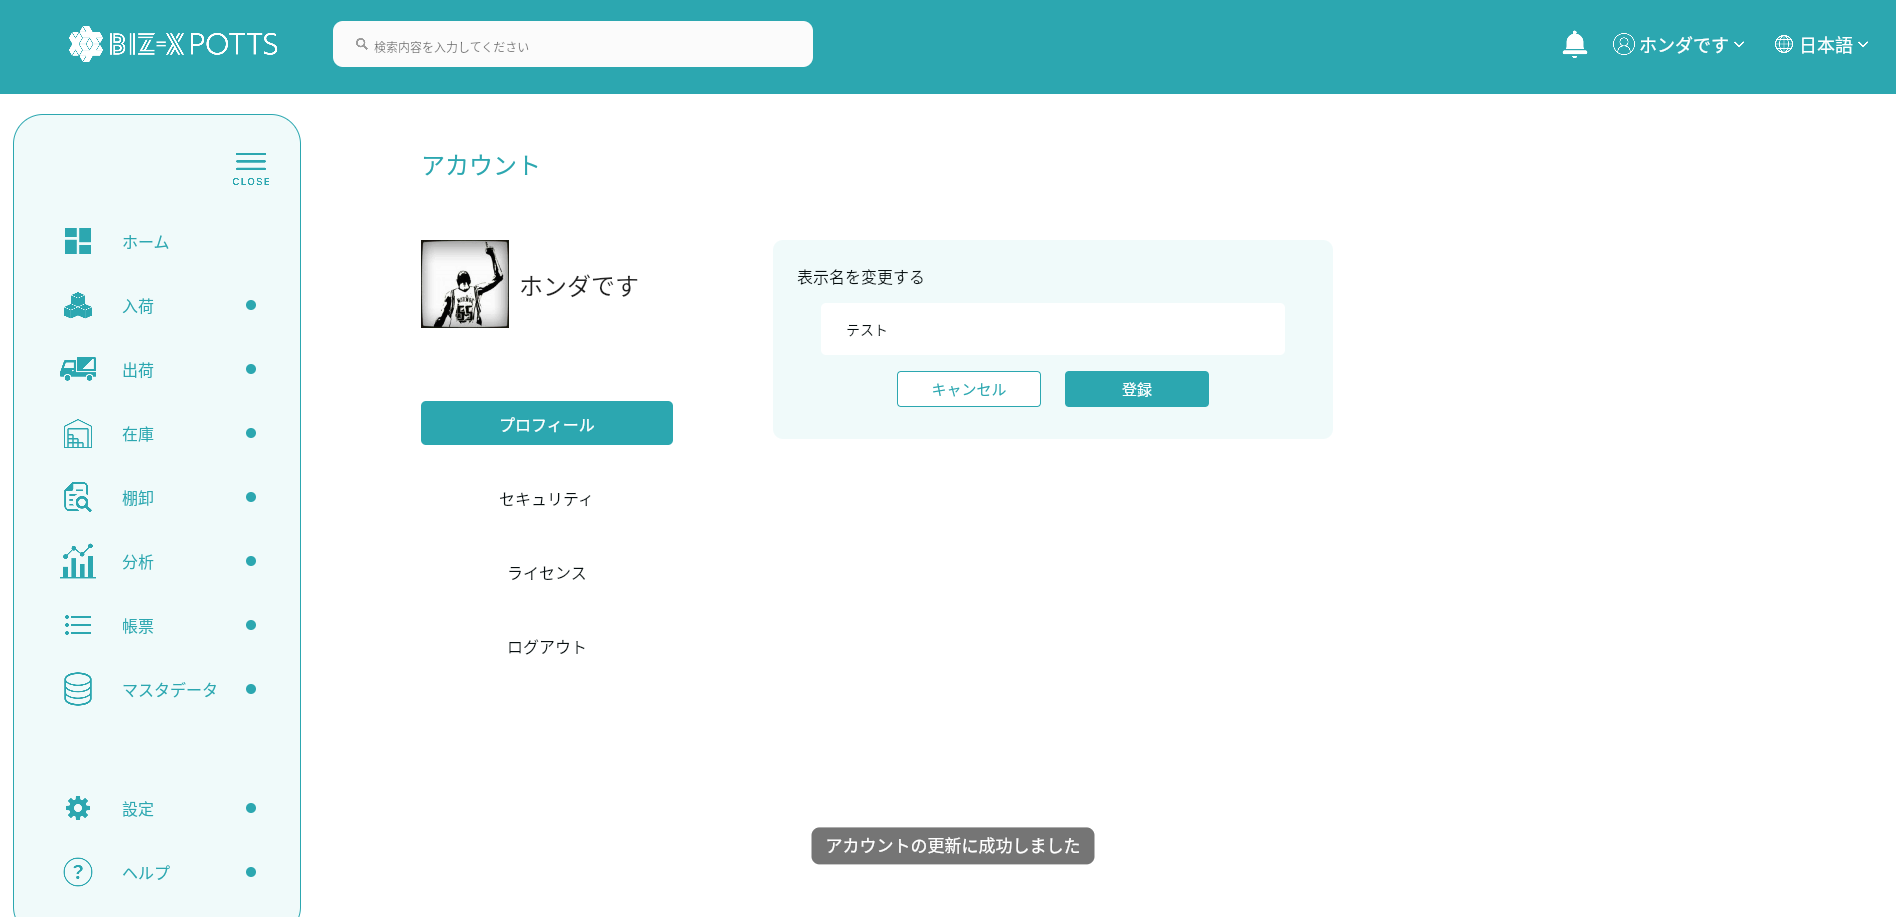 BIZ-X POTTS
検索内容を入力してください
ホンダです
日本語
CLOSE
ホーム
入荷
出荷
在庫
棚卸
分析
帳票
マスタデータ
設定
ヘルプ
アカウント
65
ホンダです
プロフィール
セキュリティ
ライセンス
ログアウト
表示名を変更する
テスト
キャンセル
登録
アカウントの更新に成功しました